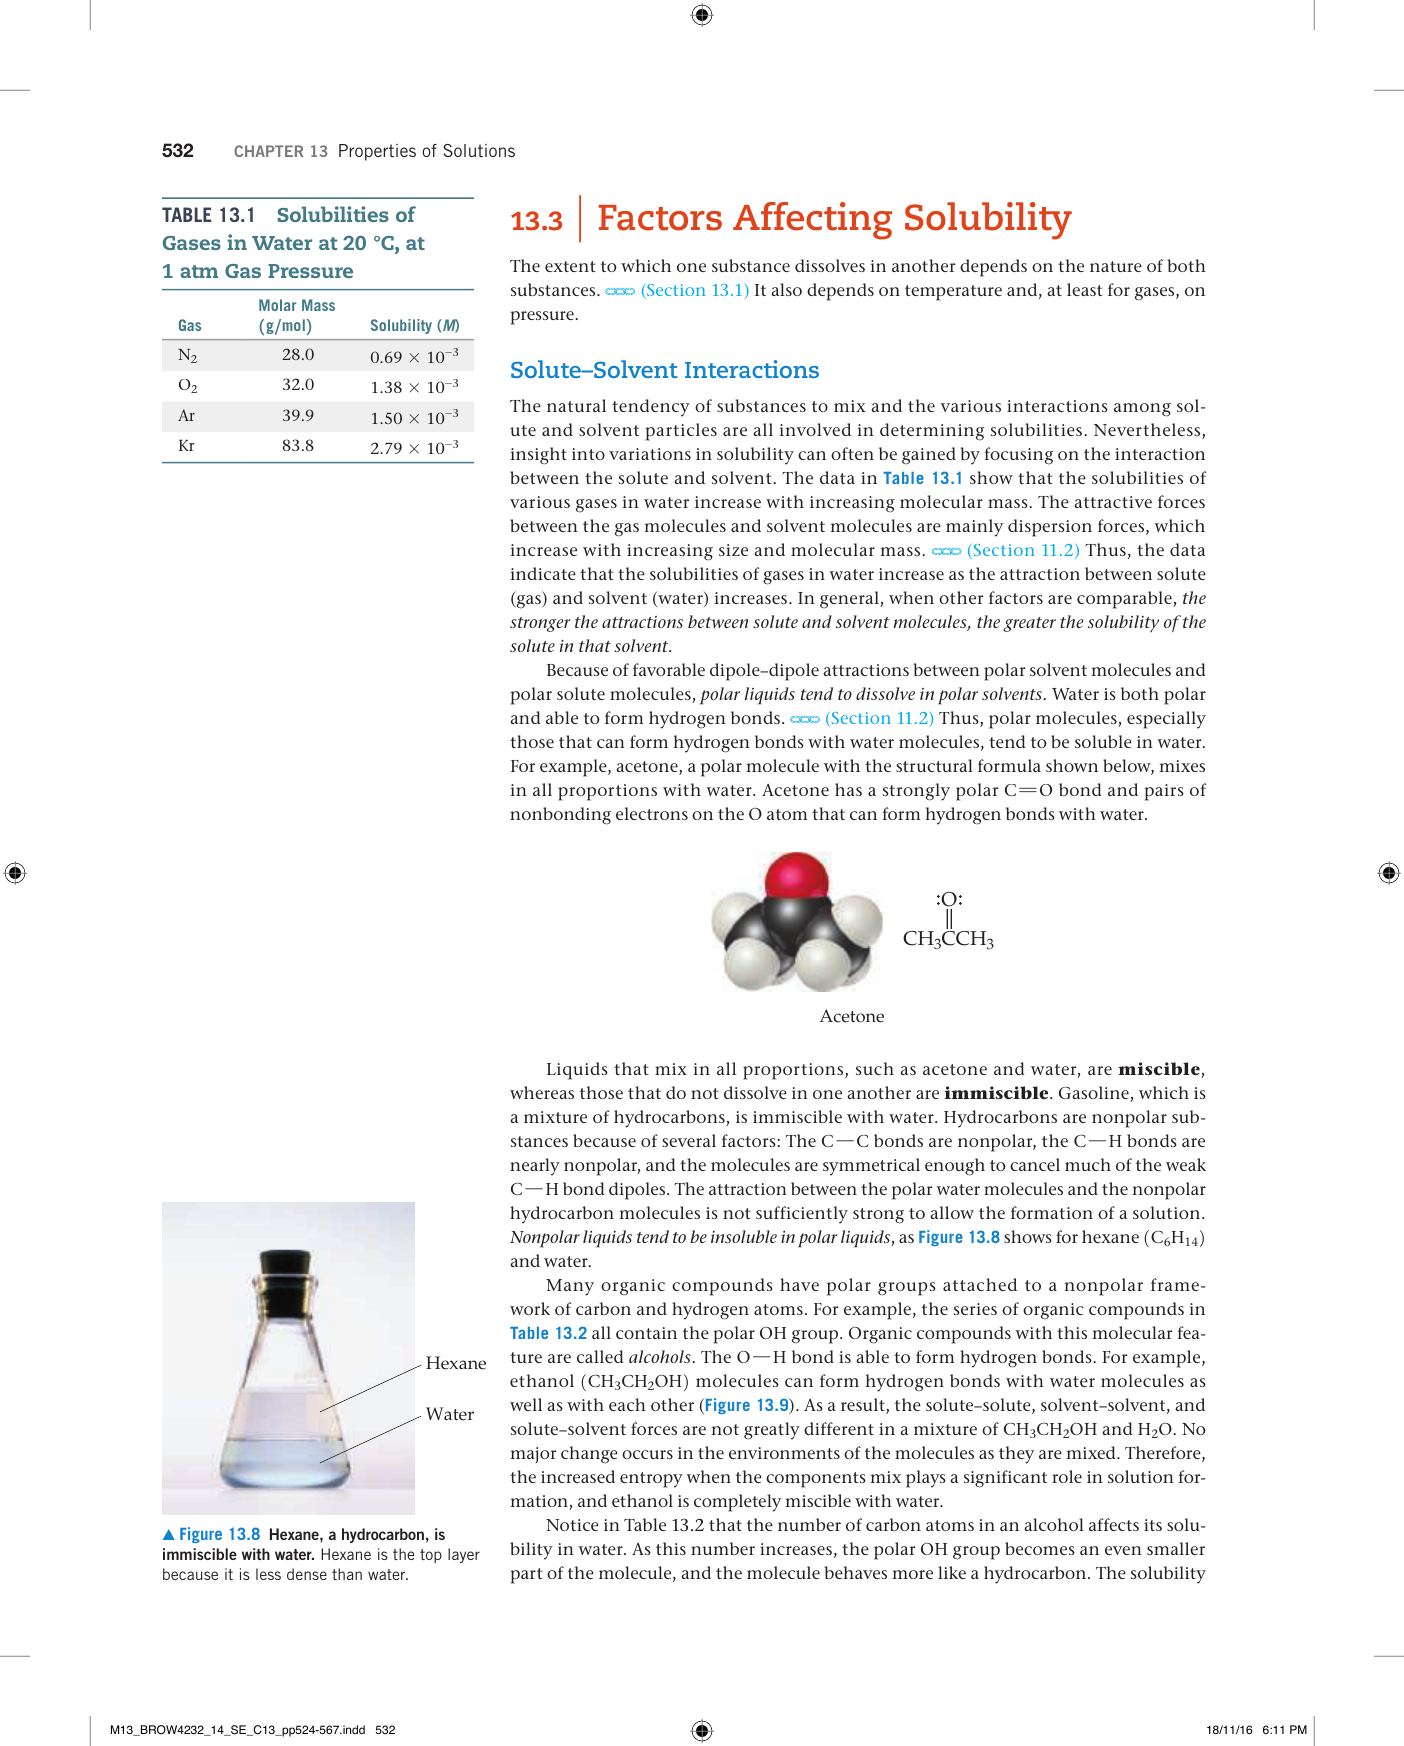 532 CHAPTER 13 Properties of Solutions
TABLE 13.1 Solubilities of
Gases in Water at 20 °C, at
1 atm Gas Pressure
Gas Molar Mass (g/mol) Solubility (M)
N₂ 28.0 0.69 × 10⁻³
O₂ 32.0 1.38 × 10⁻³
Ar 39.9 1.50 × 10⁻³
Kr 83.8 2.79 × 10⁻³
13.3 | Factors Affecting Solubility
The extent to which one substance dissolves in another depends on the nature of both
substances. (Section 13.1) It also depends on temperature and, at least for gases, on
pressure.
Solute–Solvent Interactions
The natural tendency of substances to mix and the various interactions among sol-
ute and solvent particles are all involved in determining solubilities. Nevertheless,
insight into variations in solubility can often be gained by focusing on the interaction
between the solute and solvent. The data in Table 13.1 show that the solubilities of
various gases in water increase with increasing molecular mass. The attractive forces
between the gas molecules and solvent molecules are mainly dispersion forces, which
increase with increasing size and molecular mass. (Section 11.2) Thus, the data
indicate that the solubilities of gases in water increase as the attraction between solute
(gas) and solvent (water) increases. In general, when other factors are comparable, the
stronger the attractions between solute and solvent molecules, the greater the solubility of the
solute in that solvent.
Because of favorable dipole–dipole attractions between polar solvent molecules and
polar solute molecules, polar liquids tend to dissolve in polar solvents. Water is both polar
and able to form hydrogen bonds. (Section 11.2) Thus, polar molecules, especially
those that can form hydrogen bonds with water molecules, tend to be soluble in water.
For example, acetone, a polar molecule with the structural formula shown below, mixes
in all proportions with water. Acetone has a strongly polar C═O bond and pairs of
nonbonding electrons on the O atom that can form hydrogen bonds with water.
:O:
‖
CH₃CCH₃
Acetone
Liquids that mix in all proportions, such as acetone and water, are miscible,
whereas those that do not dissolve in one another are immiscible. Gasoline, which is
a mixture of hydrocarbons, is immiscible with water. Hydrocarbons are nonpolar sub-
stances because of several factors: The C—C bonds are nonpolar, the C—H bonds are
nearly nonpolar, and the molecules are symmetrical enough to cancel much of the weak
C—H bond dipoles. The attraction between the polar water molecules and the nonpolar
hydrocarbon molecules is not sufficiently strong to allow the formation of a solution.
Nonpolar liquids tend to be insoluble in polar liquids, as Figure 13.8 shows for hexane (C₆H₁₄)
and water.
Many organic compounds have polar groups attached to a nonpolar frame-
work of carbon and hydrogen atoms. For example, the series of organic compounds in
Table 13.2 all contain the polar OH group. Organic compounds with this molecular fea-
ture are called alcohols. The O—H bond is able to form hydrogen bonds. For example,
ethanol (CH₃CH₂OH) molecules can form hydrogen bonds with water molecules as
well as with each other (Figure 13.9). As a result, the solute–solute, solvent–solvent, and
solute–solvent forces are not greatly different in a mixture of CH₃CH₂OH and H₂O. No
major change occurs in the environments of the molecules as they are mixed. Therefore,
the increased entropy when the components mix plays a significant role in solution for-
mation, and ethanol is completely miscible with water.
Notice in Table 13.2 that the number of carbon atoms in an alcohol affects its solu-
bility in water. As this number increases, the polar OH group becomes an even smaller
part of the molecule, and the molecule behaves more like a hydrocarbon. The solubility
Hexane
Water
▲ Figure 13.8 Hexane, a hydrocarbon, is
immiscible with water. Hexane is the top layer
because it is less dense than water.
M13_BROW4232_14_SE_C13_pp524-567.indd 532
18/11/16 6:11 PM